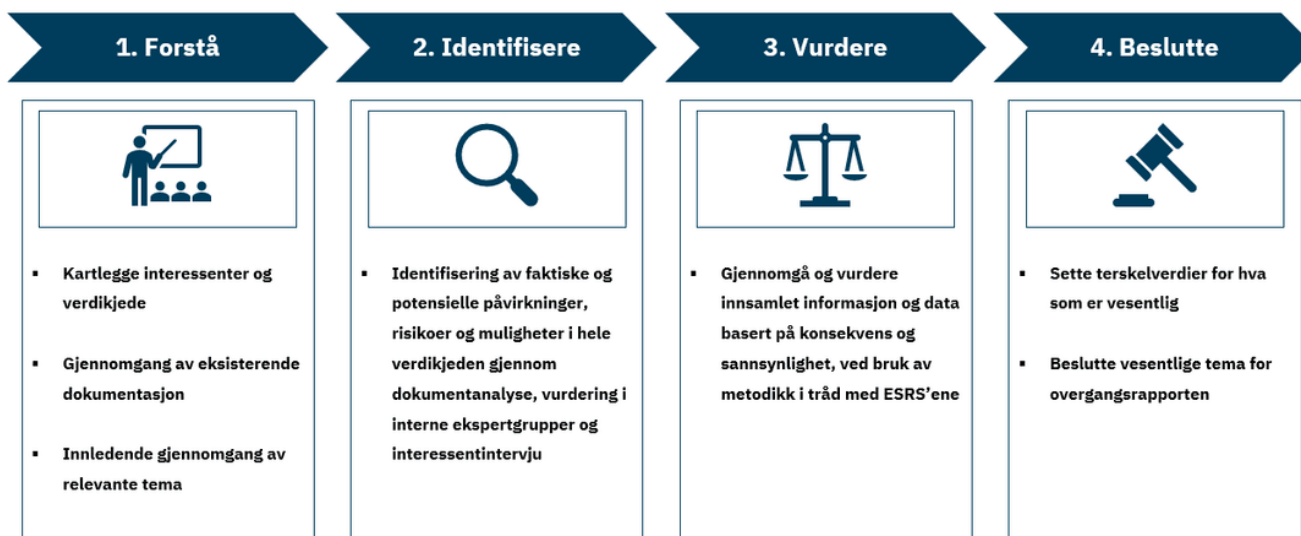 1. Forstå
2. Identifisere
3. Vurdere
4. Beslutte
▪ Kartlegge interessenter og
verdikjede
▪ Gjennomgang av eksisterende
dokumentasjon
▪ Innledende gjennomgang av
relevante tema
▪ Identifisering av faktiske og
potensielle påvirkninger,
risikoer og muligheter i hele
verdikjeden gjennom
dokumentanalyse, vurdering i
interne ekspertgrupper og
interessentintervju
▪ Gjennomgå og vurdere
innsamlet informasjon og data
basert på konsekvens og
sannsynlighet, ved bruk av
metodikk i tråd med ESRS’ene
▪ Sette terskelverdier for hva
som er vesentlig
▪ Beslutte vesentlige tema for
overgangsrapporten